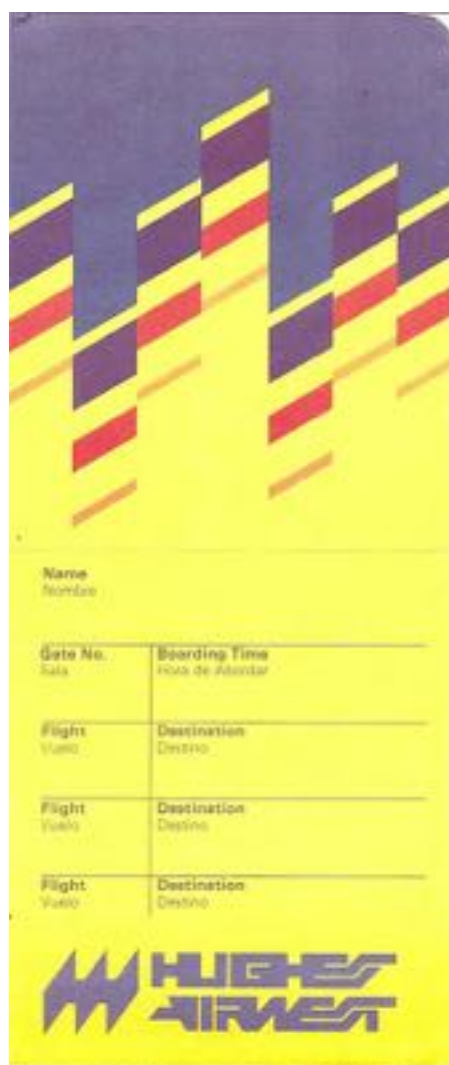 Name
Nombre
Gate No. Boarding Time
Sala Hora de Abordar
Flight Destination
Vuelo Destino
Flight Destination
Vuelo Destino
Flight Destination
Vuelo Destino
HUGHES
AIRWEST